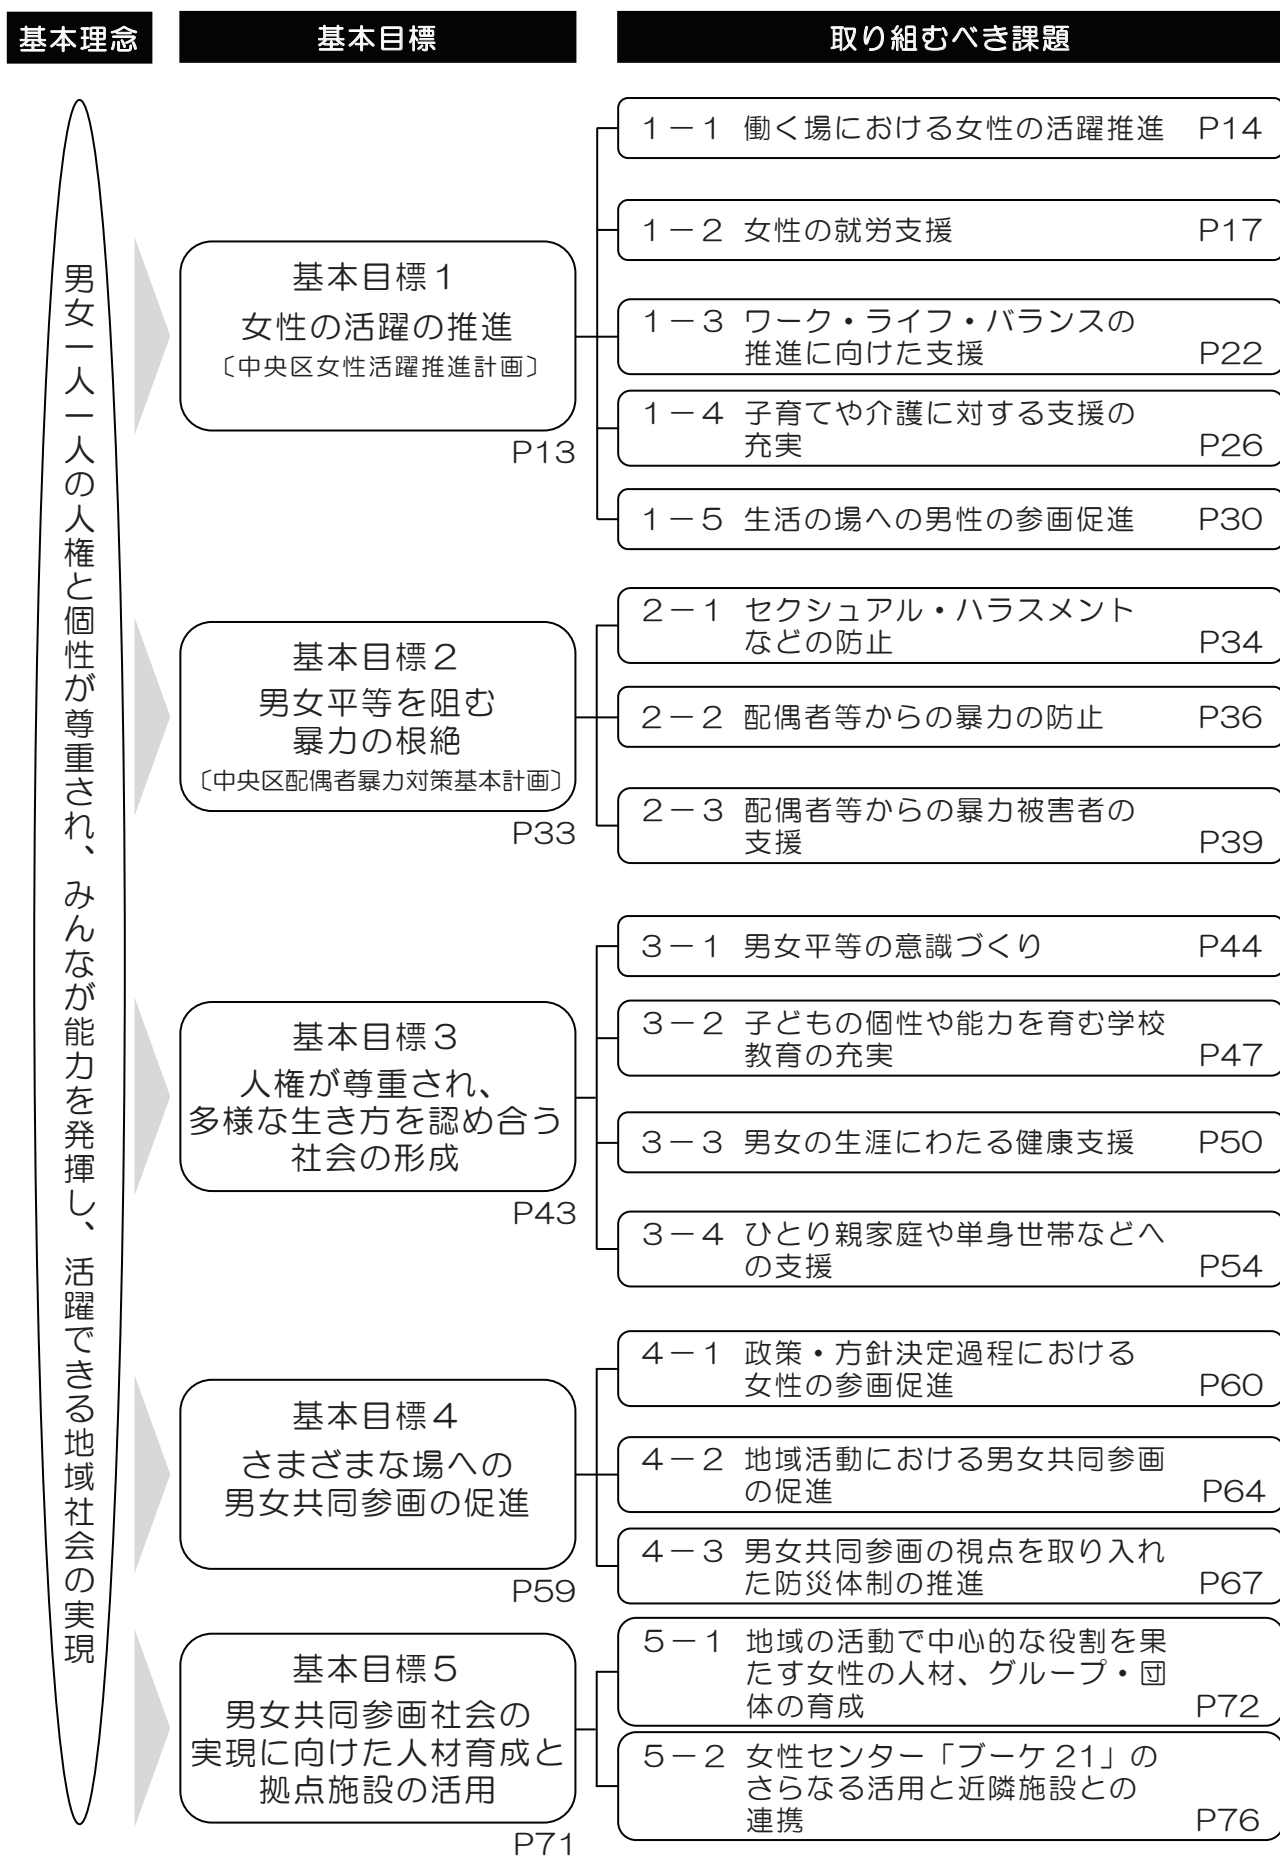 基本理念
基本目標
取り組むべき課題
男女一人一人の人権と個性が尊重され、みんなが能力を発揮し、活躍できる地域社会の実現
基本目標1
女性の活躍の推進
〔中央区女性活躍推進計画〕
P13
1－1 働く場における女性の活躍推進 P14
1－2 女性の就労支援 P17
1－3 ワーク・ライフ・バランスの
推進に向けた支援 P22
1－4 子育てや介護に対する支援の
充実 P26
1－5 生活の場への男性の参画促進 P30
基本目標2
男女平等を阻む
暴力の根絶
〔中央区配偶者暴力対策基本計画〕
P33
2－1 セクシュアル・ハラスメント
などの防止 P34
2－2 配偶者等からの暴力の防止 P36
2－3 配偶者等からの暴力被害者の
支援 P39
基本目標3
人権が尊重され、
多様な生き方を認め合う
社会の形成
P43
3－1 男女平等の意識づくり P44
3－2 子どもの個性や能力を育む学校
教育の充実 P47
3－3 男女の生涯にわたる健康支援 P50
3－4 ひとり親家庭や単身世帯などへ
の支援 P54
基本目標4
さまざまな場への
男女共同参画の促進
P59
4－1 政策・方針決定過程における
女性の参画促進 P60
4－2 地域活動における男女共同参画
の促進 P64
4－3 男女共同参画の視点を取り入れ
た防災体制の推進 P67
基本目標5
男女共同参画社会の
実現に向けた人材育成と
拠点施設の活用
P71
5－1 地域の活動で中心的な役割を果
たす女性の人材、グループ・団
体の育成 P72
5－2 女性センター「ブーケ 21」の
さらなる活用と近隣施設との
連携 P76